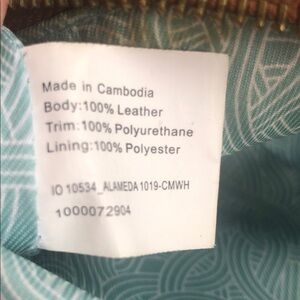 Made in Cambodia
Body:100% Leather
Trim:100% Polyurethane
Lining:100% Polyester
IO 10534_ALAMEDA 1019-CMWH
1000072904